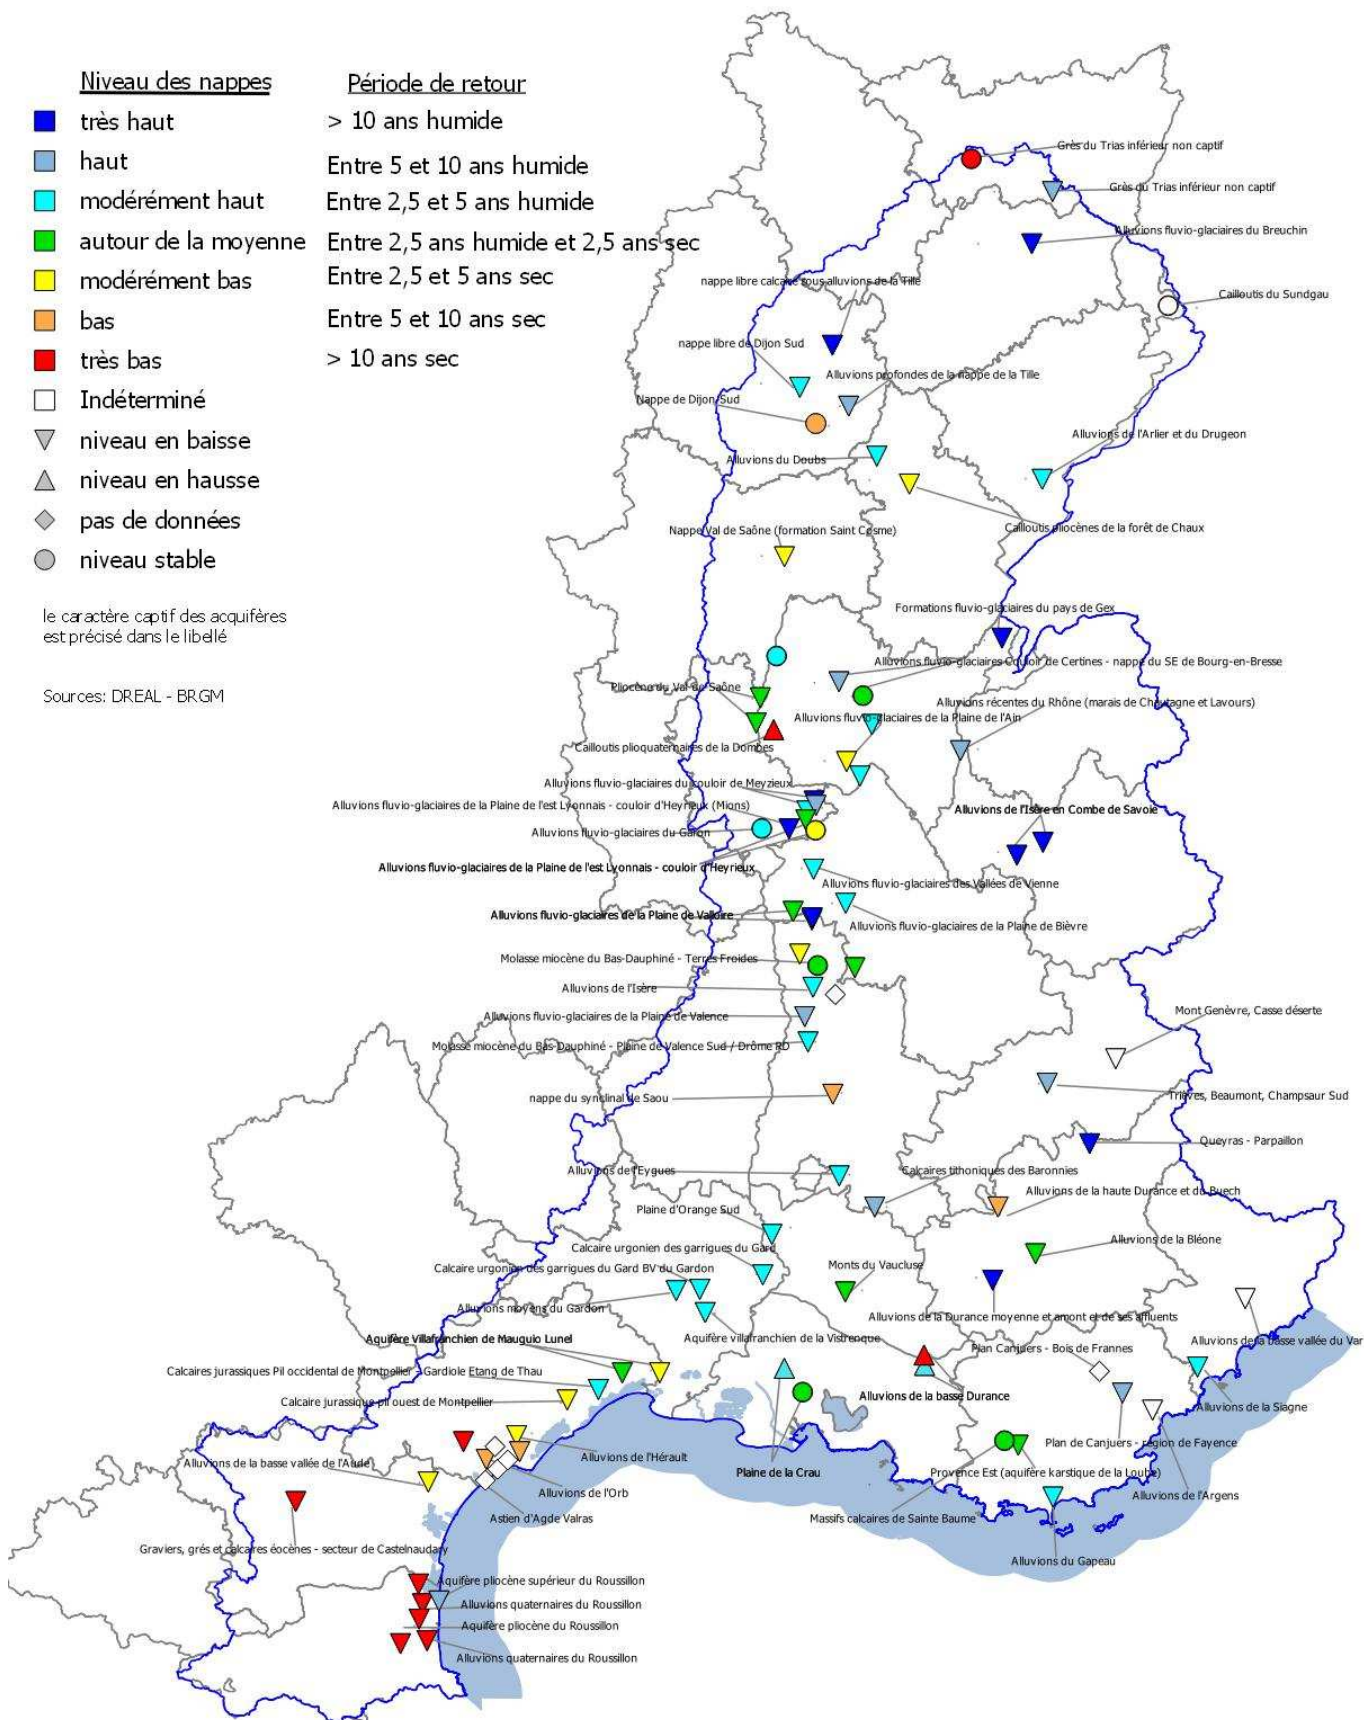 Niveau des nappes
Période de retour
très haut
> 10 ans humide
haut
Entre 5 et 10 ans humide
modérément haut
Entre 2,5 et 5 ans humide
autour de la moyenne
Entre 2,5 ans humide et 2,5 ans sec
modérément bas
Entre 2,5 et 5 ans sec
bas
Entre 5 et 10 ans sec
très bas
> 10 ans sec
Indéterminé
niveau en baisse
niveau en hausse
pas de données
niveau stable
le caractère captif des acquifères
est précisé dans le libellé
Sources: DREAL - BRGM
Grès du Trias inférieur non captif
Grès du Trias inférieur non captif
Alluvions fluvio-glaciaires du Breuchin
nappe libre calcaire sous alluvions de la Tille
Cailloutis du Sundgau
nappe libre de Dijon Sud
Alluvions profondes de la nappe de la Tille
Nappe de Dijon-Sud
Alluvions de l'Arlier et du Drugeon
Alluvions du Doubs
Cailloutis pliocènes de la forêt de Chaux
Nappe Val de Saône (formation Saint Cosme)
Formations fluvio-glaciaires du pays de Gex
Alluvions fluvio-glaciaires Couloir de Certines - nappe du SE de Bourg-en-Bresse
Pliocène du Val de Saône
Alluvions récentes du Rhône (marais de Chautagne et Lavours)
Alluvions fluvio-glaciaires de la Plaine de l'Ain
Cailloutis plioquaternaires de la Dombes
Alluvions fluvio-glaciaires du couloir de Meyzieux
Alluvions fluvio-glaciaires de la Plaine de l'est Lyonnais - couloir d'Heyrieux (Mions)
Alluvions de l'Isère en Combe de Savoie
Alluvions fluvio-glaciaires du Garon
Alluvions fluvio-glaciaires de la Plaine de l'est Lyonnais - couloir d'Heyrieux
Alluvions fluvio-glaciaires des Vallées de Vienne
Alluvions fluvio-glaciaires de la Plaine de Valloire
Alluvions fluvio-glaciaires de la Plaine de Bièvre
Molasse miocène du Bas-Dauphiné - Terres Froides
Alluvions de l'Isère
Mont Genèvre, Casse déserte
Alluvions fluvio-glaciaires de la Plaine de Valence
Molasse miocène du Bas-Dauphiné - Plaine de Valence Sud / Drôme RD
nappe du synclinal de Saou
Trièves, Beaumont, Champsaur Sud
Queyras - Parpaillon
Alluvions de l'Eygues
Calcaires tithoniques des Baronnies
Alluvions de la haute Durance et du Buech
Plaine d'Orange Sud
Alluvions de la Bléone
Calcaire urgonien des garrigues du Gard
Monts du Vaucluse
Calcaire urgonien des garrigues du Gard BV du Gardon
Alluvions moyens du Gardon
Alluvions de la Durance moyenne et amont et de ses affluents
Aquifère Villafranchien de Mauguio Lunel
Aquifère villafranchien de la Vistrenque
Alluvions de la basse vallée du Var
Plan Canjuers - Bois de Frannes
Calcaires jurassiques Pli occidental de Montpellier - Gardiole Etang de Thau
Alluvions de la basse Durance
Calcaire jurassique pli ouest de Montpellier
Alluvions de la Siagne
Plan de Canjuers - région de Fayence
Alluvions de l'Hérault
Alluvions de la basse vallée de l'Aude
Plaine de la Crau
Provence Est (aquifère karstique de la Loube)
Alluvions de l'Orb
Alluvions de l'Argens
Astien d'Agde Valras
Massifs calcaires de Sainte Baume
Graviers, grés et calcaires éocènes - secteur de Castelnaudary
Alluvions du Gapeau
Aquifère pliocène supérieur du Roussillon
Alluvions quaternaires du Roussillon
Aquifère pliocène du Roussillon
Alluvions quaternaires du Roussillon